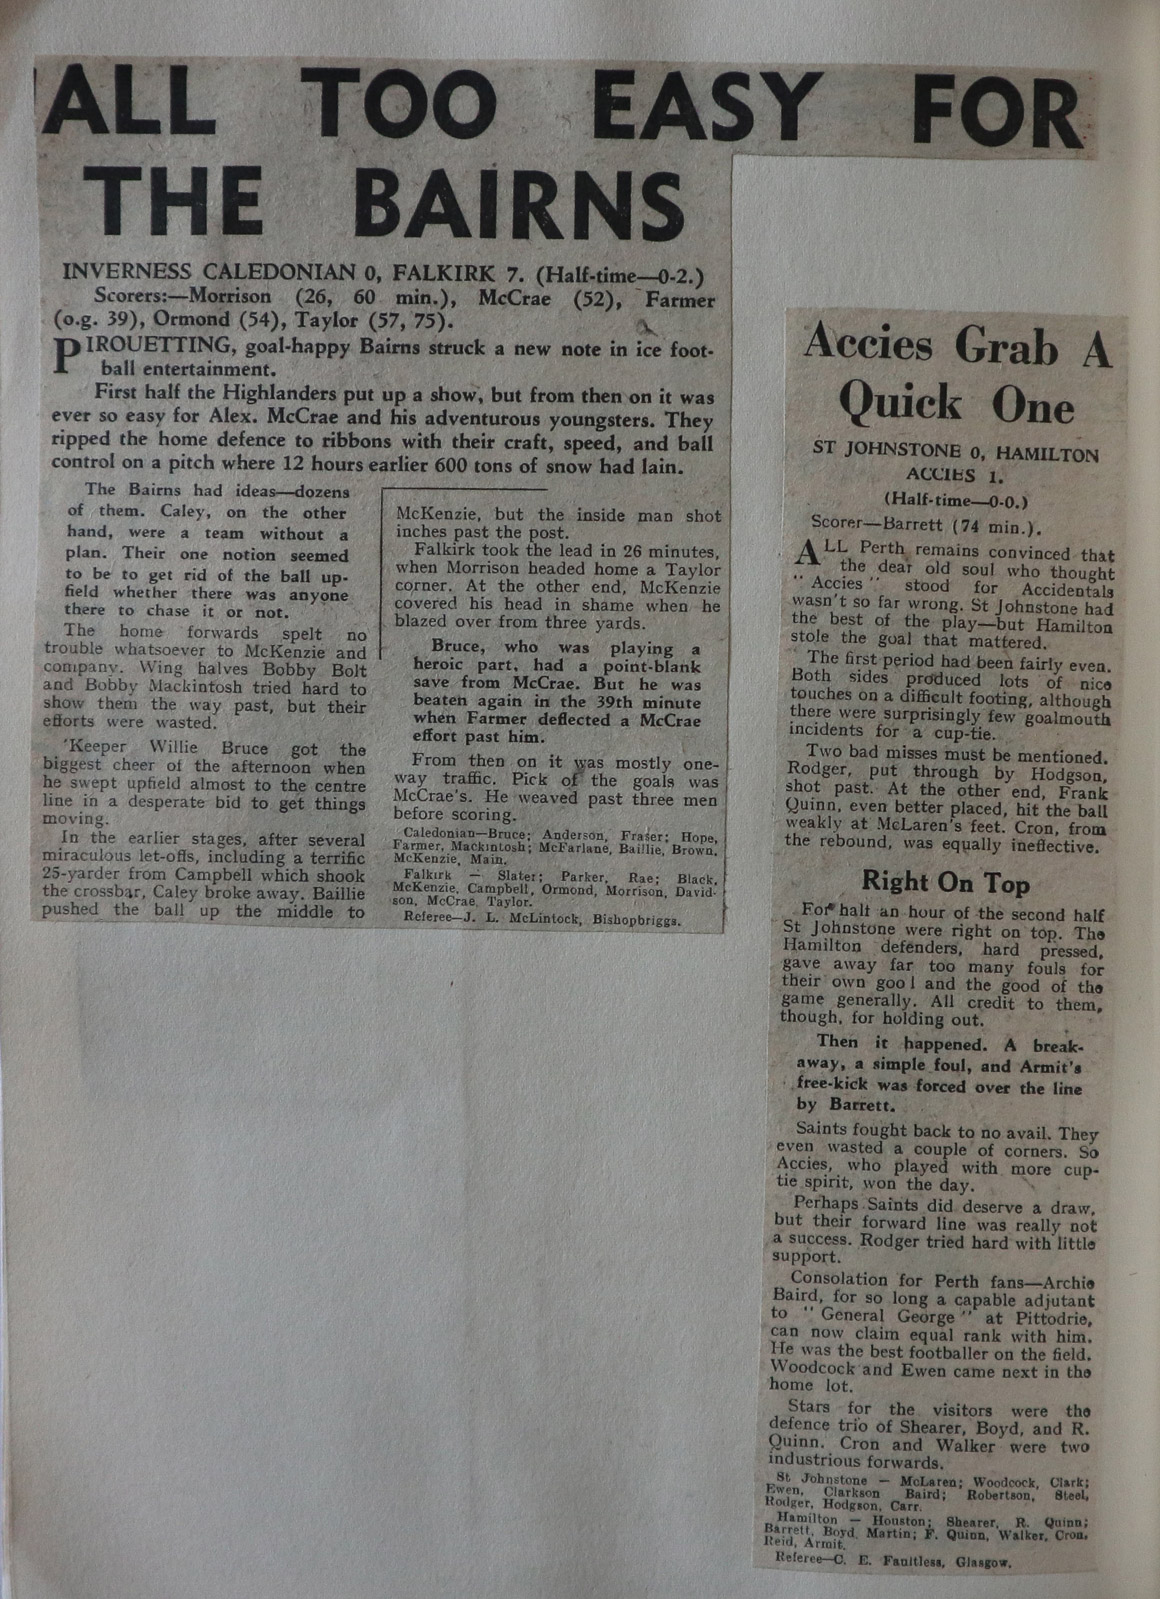 ALL TOO EASY FOR
THE BAIRNS
INVERNESS CALEDONIAN 0, FALKIRK 7. (Half-time—0-2.)
Scorers:—Morrison (26, 60 min.), McCrae (52), Farmer
(o.g. 39), Ormond (54), Taylor (57, 75).
PIROUETTING, goal-happy Bairns struck a new note in ice foot-
ball entertainment.
First half the Highlanders put up a show, but from then on it was
ever so easy for Alex. McCrae and his adventurous youngsters. They
ripped the home defence to ribbons with their craft, speed, and ball
control on a pitch where 12 hours earlier 600 tons of snow had lain.
The Bairns had ideas—dozens
of them. Caley, on the other
hand, were a team without a
plan. Their one notion seemed
to be to get rid of the ball up-
field whether there was anyone
there to chase it or not.
The home forwards spelt no
trouble whatsoever to McKenzie and
company. Wing halves Bobby Bolt
and Bobby Mackintosh tried hard to
show them the way past, but their
efforts were wasted.
'Keeper Willie Bruce got the
biggest cheer of the afternoon when
he swept upfield almost to the centre
line in a desperate bid to get things
moving.
In the earlier stages, after several
miraculous let-offs, including a terrific
25-yarder from Campbell which shook
the crossbar, Caley broke away. Baillie
pushed the ball up the middle to
McKenzie, but the inside man shot
inches past the post.
Falkirk took the lead in 26 minutes,
when Morrison headed home a Taylor
corner. At the other end, McKenzie
covered his head in shame when he
blazed over from three yards.
Bruce, who was playing a
heroic part, had a point-blank
save from McCrae. But he was
beaten again in the 39th minute
when Farmer deflected a McCrae
effort past him.
From then on it was mostly one-
way traffic. Pick of the goals was
McCrae's. He weaved past three men
before scoring.
Caledonian—Bruce; Anderson, Fraser; Hope,
Farmer, Mackintosh; McFarlane, Baillie, Brown,
McKenzie, Main.
Falkirk — Slater; Parker, Rae; Black,
McKenzie, Campbell, Ormond, Morrison, David-
son, McCrae, Taylor.
Referee—J. L. McLintock, Bishopbriggs.
Accies Grab A
Quick One
ST JOHNSTONE 0, HAMILTON
ACCIES 1.
(Half-time—0-0.)
Scorer—Barrett (74 min.).
ALL Perth remains convinced that
the dear old soul who thought
"Accies" stood for Accidentals
wasn't so far wrong. St Johnstone had
the best of the play—but Hamilton
stole the goal that mattered.
The first period had been fairly even.
Both sides produced lots of nice
touches on a difficult footing, although
there were surprisingly few goalmouth
incidents for a cup-tie.
Two bad misses must be mentioned.
Rodger, put through by Hodgson,
shot past. At the other end, Frank
Quinn, even better placed, hit the ball
weakly at McLaren's feet. Cron, from
the rebound, was equally ineffective.
Right On Top
For half an hour of the second half
St Johnstone were right on top. The
Hamilton defenders, hard pressed,
gave away far too many fouls for
their own good and the good of the
game generally. All credit to them,
though, for holding out.
Then it happened. A break-
away, a simple foul, and Armit's
free-kick was forced over the line
by Barrett.
Saints fought back to no avail. They
even wasted a couple of corners. So
Accies, who played with more cup-
tie spirit, won the day.
Perhaps Saints did deserve a draw,
but their forward line was really not
a success. Rodger tried hard with little
support.
Consolation for Perth fans—Archie
Baird, for so long a capable adjutant
to "General George" at Pittodrie,
can now claim equal rank with him.
He was the best footballer on the field.
Woodcock and Ewen came next in the
home lot.
Stars for the visitors were the
defence trio of Shearer, Boyd, and R.
Quinn. Cron and Walker were two
industrious forwards.
St Johnstone — McLaren; Woodcock, Clark;
Ewen, Clarkson Baird; Robertson, Steel,
Rodger, Hodgson, Carr.
Hamilton — Houston; Shearer, R. Quinn;
Barrett, Boyd, Martin; F. Quinn, Walker, Cron,
Reid, Armit.
Referee—C. E. Faultless, Glasgow.